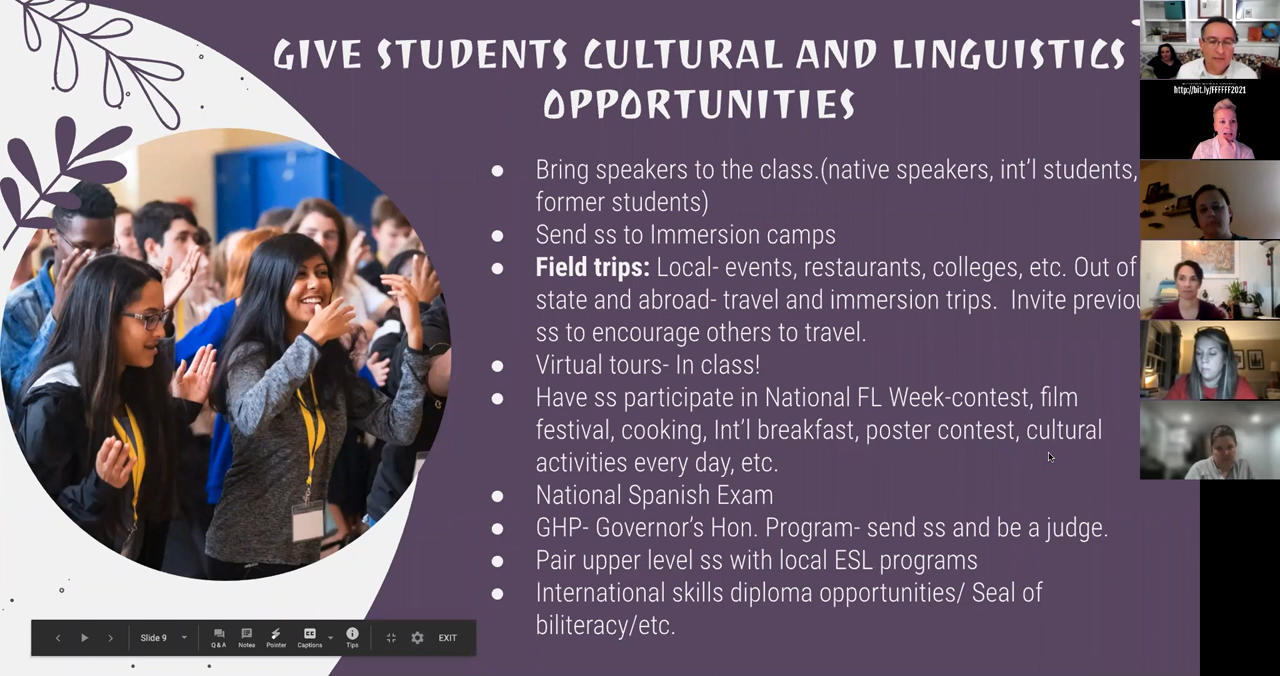 GIVE STUDENTS CULTURAL AND LINGUISTICS
OPPORTUNITIES
http://bit.ly/FFFFFF2021
● Bring speakers to the class.(native speakers, int'l students,
former students)
● Send ss to Immersion camps
● Field trips: Local- events, restaurants, colleges, etc. Out of
state and abroad- travel and immersion trips. Invite
ss to encourage others to travel.
● Virtual tours- In class!
● Have ss participate in National FL Week-contest, film
festival, cooking, Int'l breakfast, poster contest, cultural
activities every day, etc.
● National Spanish Exam
● GHP- Governor's Hon. Program- send ss and be a judge.
● Pair upper level ss with local ESL programs
● International skills diploma opportunities/ Seal of
biliteracy/etc.
Slide 9 Q & A Notes Pointer Captions Tips EXIT